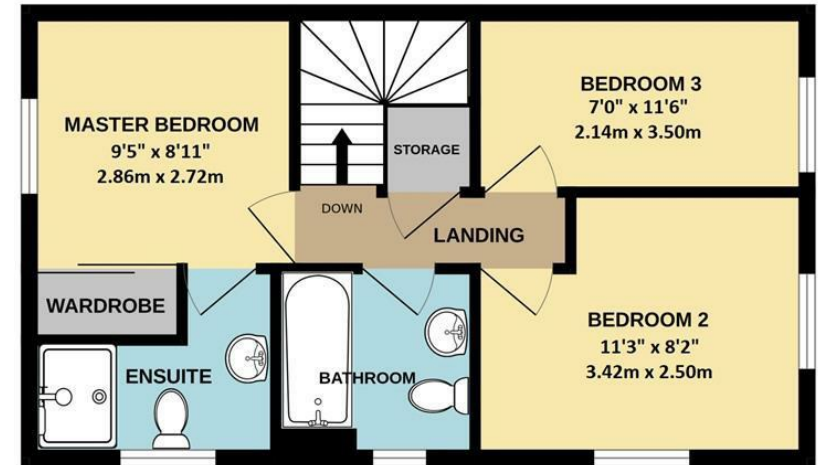 MASTER BEDROOM
9'5" x 8'11"
2.86m x 2.72m
STORAGE
BEDROOM 3
7'0" x 11'6"
2.14m x 3.50m
DOWN
LANDING
WARDROBE
ENSUITE
BATHROOM
BEDROOM 2
11'3" x 8'2"
3.42m x 2.50m